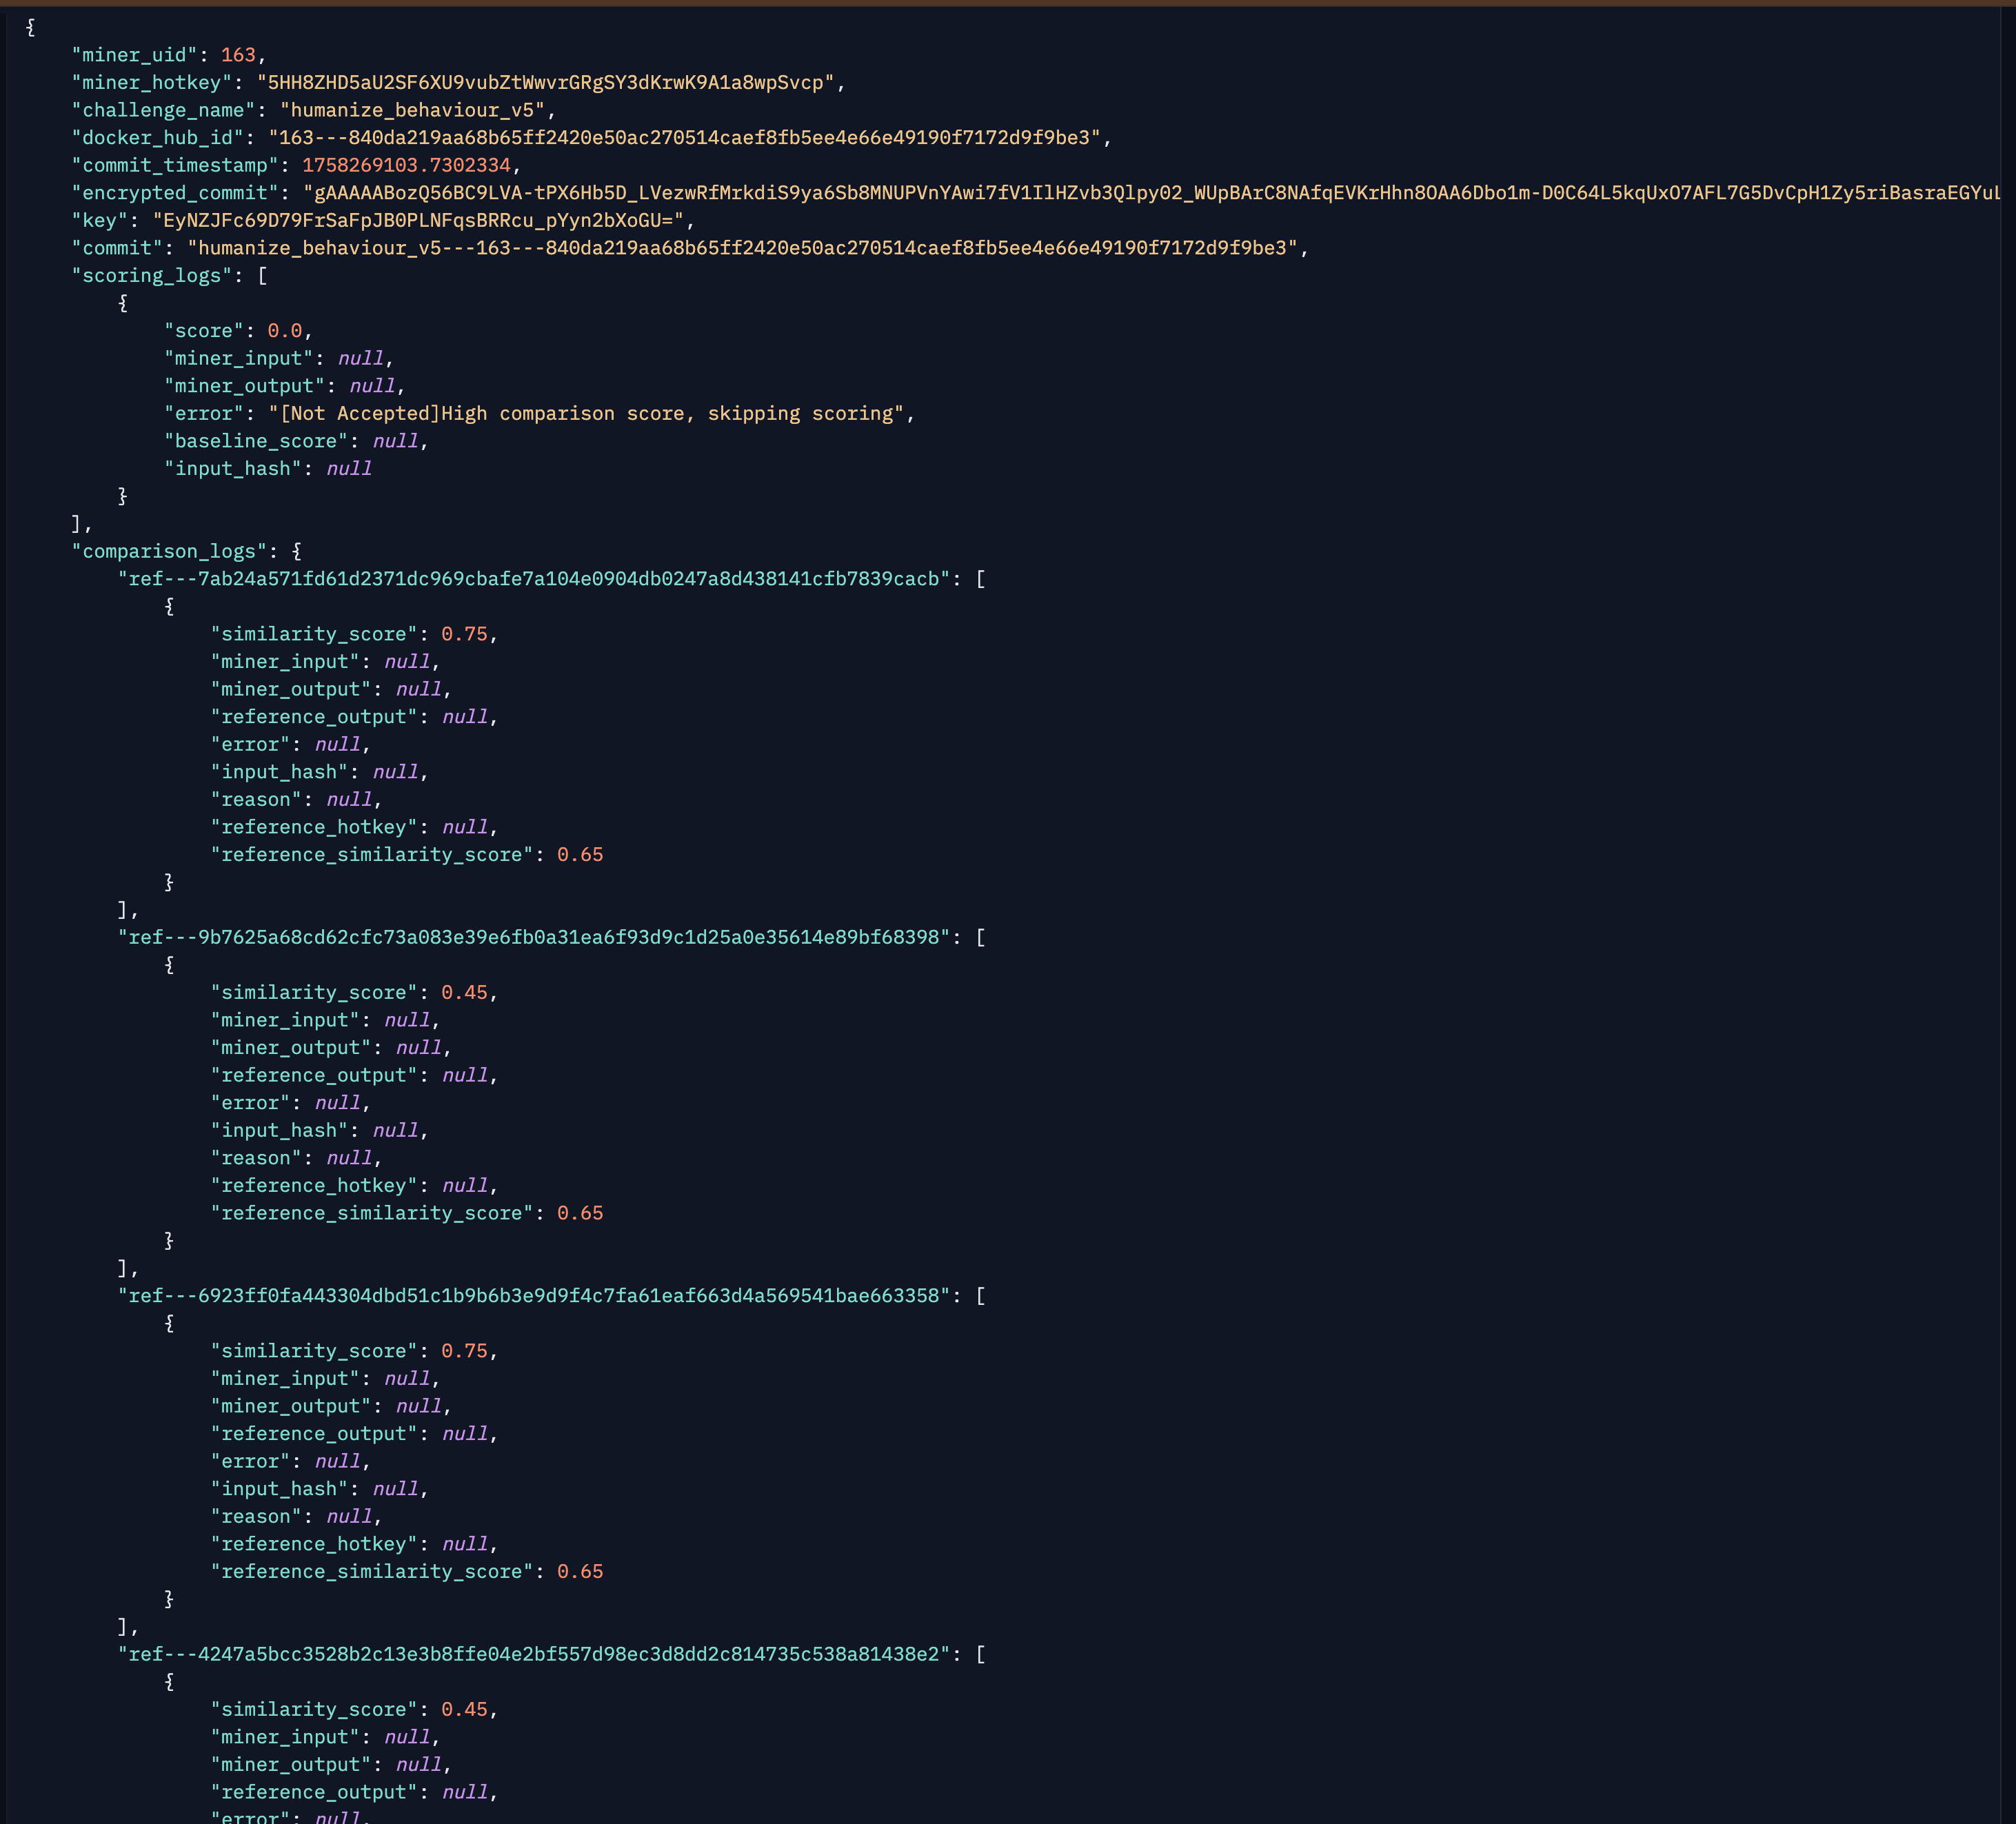 {
"miner_uid": 163,
"miner_hotkey": "5HH8ZHD5aU2SF6XU9vubZtWwvrGRgSY3dKrwK9A1a8wpSvcp",
"challenge_name": "humanize_behaviour_v5",
"docker_hub_id": "163---840da219aa68b65ff2420e50ac270514caef8fb5ee4e66e49190f7172d9f9be3",
"commit_timestamp": 1758269103.7302334,
"encrypted_commit": "gAAAAABozQ56BC9LVA-tPX6Hb5D_LVezwRfMrkdiS9ya6Sb8MNUPVnYAwi7fV1IlHZvb3Qlpy02_WUpBArC8NAfqEVKrHhn8OAA6Dbo1m-D0C64L5kqUxO7AFL7G5DvCpH1Zy5riBasraEGYuL
"key": "EyNZJFc69D79FrSaFpJB0PLNFqsBRRcu_pYyn2bXoGU=",
"commit": "humanize_behaviour_v5---163---840da219aa68b65ff2420e50ac270514caef8fb5ee4e66e49190f7172d9f9be3",
"scoring_logs": [
{
"score": 0.0,
"miner_input": null,
"miner_output": null,
"error": "[Not Accepted]High comparison score, skipping scoring",
"baseline_score": null,
"input_hash": null
}
],
"comparison_logs": {
"ref---7ab24a571fd61d2371dc969cbafe7a104e0904db0247a8d438141cfb7839cacb": [
{
"similarity_score": 0.75,
"miner_input": null,
"miner_output": null,
"reference_output": null,
"error": null,
"input_hash": null,
"reason": null,
"reference_hotkey": null,
"reference_similarity_score": 0.65
}
],
"ref---9b7625a68cd62cfc73a083e39e6fb0a31ea6f93d9c1d25a0e35614e89bf68398": [
{
"similarity_score": 0.45,
"miner_input": null,
"miner_output": null,
"reference_output": null,
"error": null,
"input_hash": null,
"reason": null,
"reference_hotkey": null,
"reference_similarity_score": 0.65
}
],
"ref---6923ff0fa443304dbd51c1b9b6b3e9d9f4c7fa61eaf663d4a569541bae663358": [
{
"similarity_score": 0.75,
"miner_input": null,
"miner_output": null,
"reference_output": null,
"error": null,
"input_hash": null,
"reason": null,
"reference_hotkey": null,
"reference_similarity_score": 0.65
}
],
"ref---4247a5bcc3528b2c13e3b8ffe04e2bf557d98ec3d8dd2c814735c538a81438e2": [
{
"similarity_score": 0.45,
"miner_input": null,
"miner_output": null,
"reference_output": null,
"error": null,